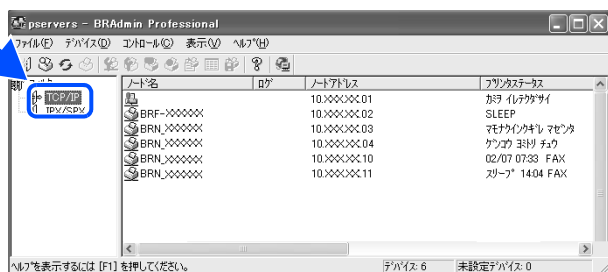 pservers - BRAdmin Professional
ファイル(F) デバイス(D) コントロール(C) 表示(V) ヘルプ(H)
TCP/IP
IPX/SPX
ノード名 ログ ノードアドレス プリンタステータス
10.XXX.XX.01 カミヲ イレテクダサイ
BRF-XXXXXX 10.XXX.XX.02 SLEEP
BRN_XXXXXX 10.XXX.XX.03 マモナクインクギレ マゼンタ
BRN_XXXXXX 10.XXX.XX.04 ゲンコウ ヨミトリ チュウ
BRN_XXXXXX 10.XXX.XX.10 02/07 07:33 FAX
BRN_XXXXXX 10.XXX.XX.11 スリープ 14:04 FAX
ヘルプを表示するには [F1] を押してください。 デバイス: 6 未設定デバイス: 0